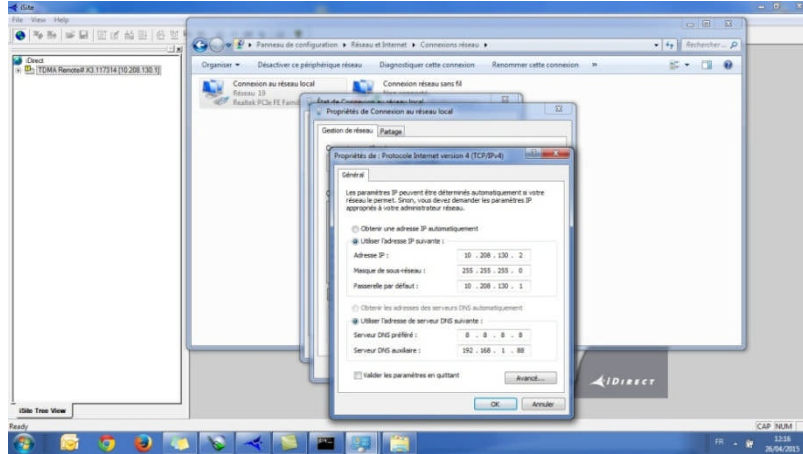 iSite
File View Help
iDirect
TDMA Remote# X3.117314 [10.208.130.1]
Panneau de configuration
Réseau et Internet
Connexions réseau
Rechercher ...
Organiser
Désactiver ce périphérique réseau
Diagnostiquer cette connexion
Renommer cette connexion
Connexion au réseau local
Réseau 19
Realtek PCIe FE Famil
Connexion réseau sans fil
Propriétés de Connexion au réseau local
Gestion de réseau
Partage
Propriétés de : Protocole Internet version 4 (TCP/IPv4)
Général
Les paramètres IP peuvent être déterminés automatiquement si votre
réseau le permet. Sinon, vous devez demander les paramètres IP
appropriés à votre administrateur réseau.
Obtenir une adresse IP automatiquement
Utiliser l'adresse IP suivante :
Adresse IP : 10 . 208 . 130 . 2
Masque de sous-réseau : 255 . 255 . 255 . 0
Passerelle par défaut : 10 . 208 . 130 . 1
Obtenir les adresses des serveurs DNS automatiquement
Utiliser l'adresse de serveur DNS suivante :
Serveur DNS préféré : 8 . 8 . 8 . 8
Serveur DNS auxiliaire : 192 . 168 . 1 . 88
Valider les paramètres en quittant
Avancé...
OK
Annuler
iDIRECT
iSite Tree View
Ready
CAP NUM
FR
12:16
26/04/2015